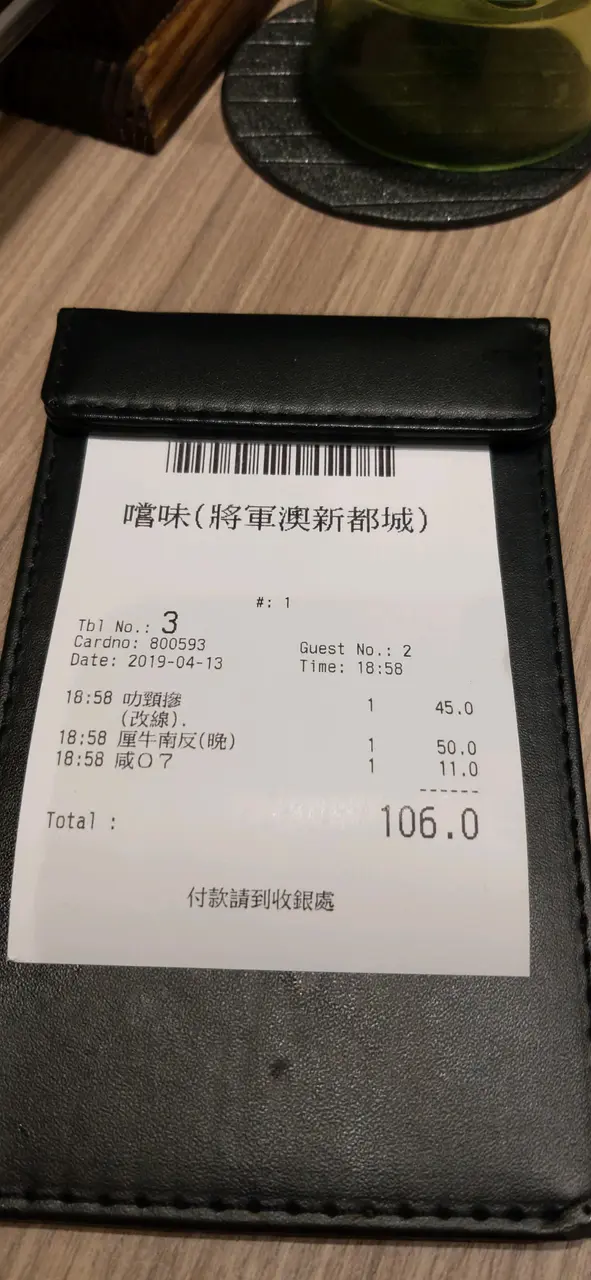 嚐味(將軍澳新都城)
#: 1
Tbl No.: 3
Cardno: 800593 Guest No.: 2
Date: 2019-04-13 Time: 18:58
18:58 叻頸摻 1 45.0
(改線).
18:58 厘牛南反(晚) 1 50.0
18:58 咸O7 1 11.0
------
Total : 106.0
付款請到收銀處